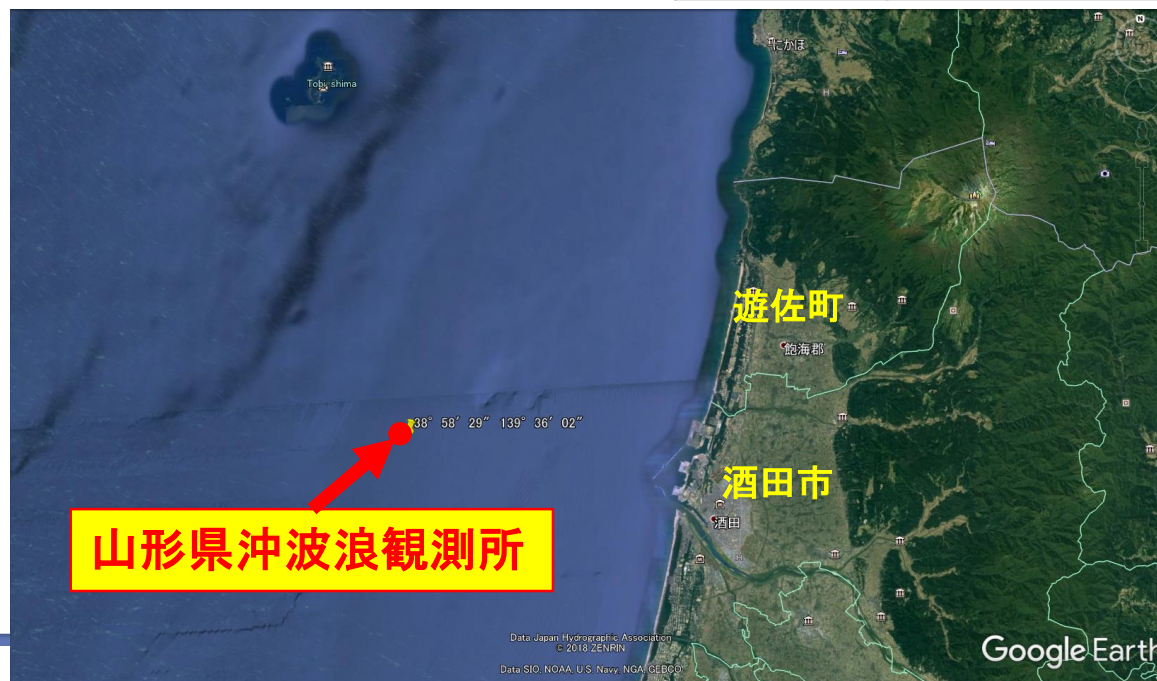 にかほ
Tobi shima
遊佐町
飽海郡
38° 58′ 29″ 139° 36′ 02″
酒田市
酒田
山形県沖波浪観測所
Data Japan Hydrographic Association
© 2018 ZENRIN
Data SIO, NOAA, U.S. Navy, NGA, GEBCO
Google Earth
N